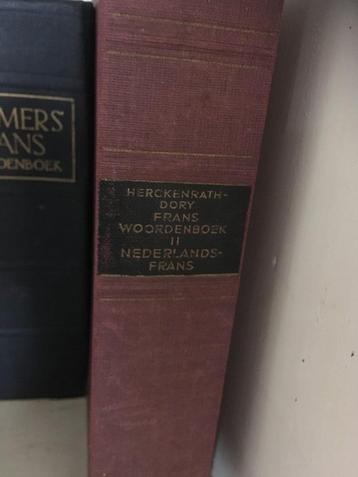 MERS'
ANS
DENBOEK
HERCKENRATH-
DORY
FRANS
WOORDENBOEK
II
NEDERLANDS-
FRANS